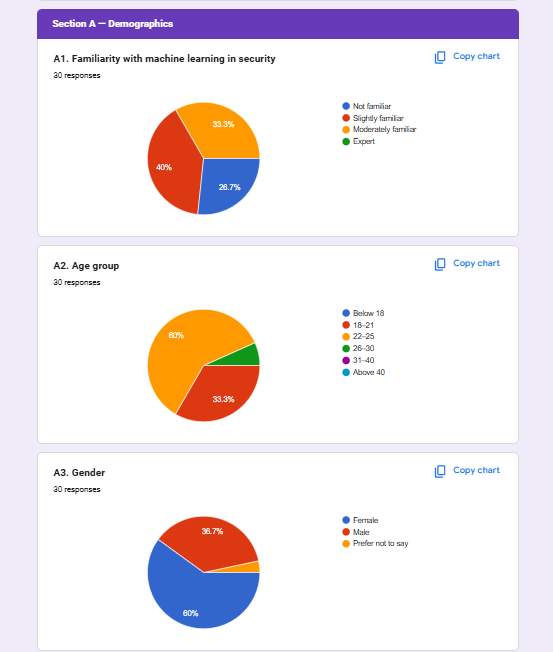 Section A — Demographics
A1. Familiarity with machine learning in security
Copy chart
30 responses
33.3%
40%
26.7%
Not familiar
Slightly familiar
Moderately familiar
Expert
A2. Age group
Copy chart
30 responses
60%
33.3%
Below 18
18–21
22–25
26–30
31–40
Above 40
A3. Gender
Copy chart
30 responses
36.7%
60%
Female
Male
Prefer not to say